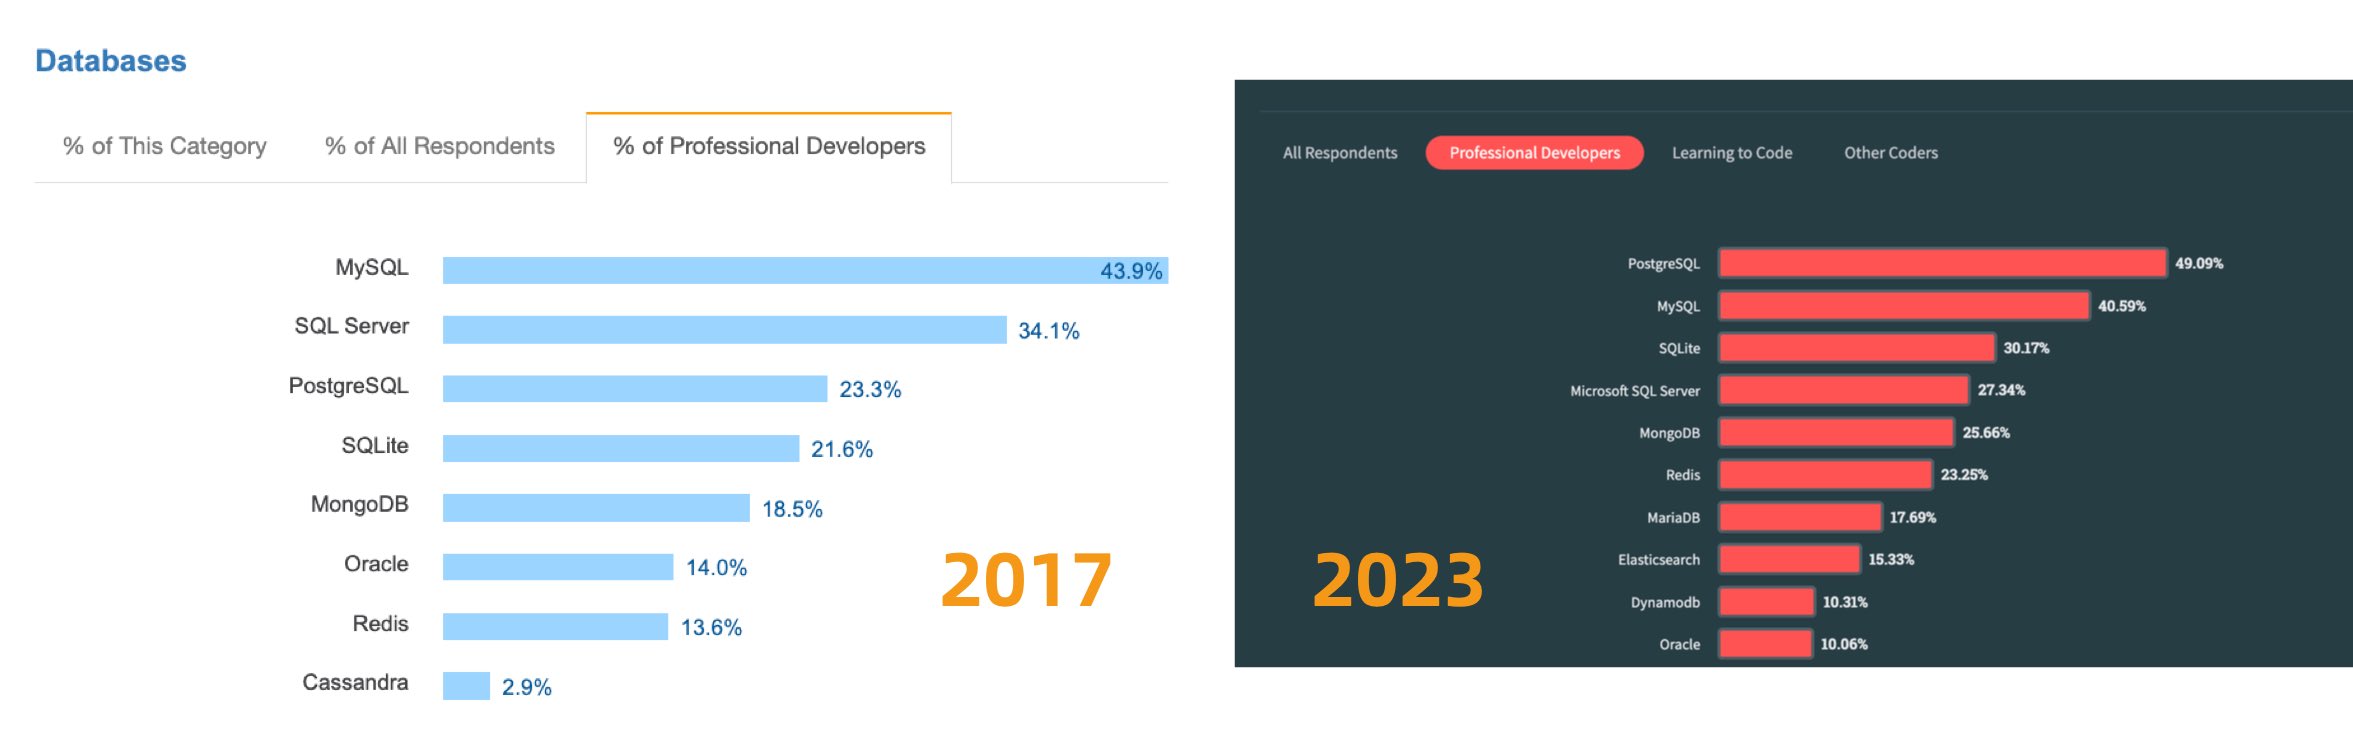 Databases
% of This Category
% of All Respondents
% of Professional Developers
MySQL 43.9%
SQL Server 34.1%
PostgreSQL 23.3%
SQLite 21.6%
MongoDB 18.5%
Oracle 14.0%
Redis 13.6%
Cassandra 2.9%
2017
All Respondents
Professional Developers
Learning to Code
Other Coders
PostgreSQL 49.09%
MySQL 40.59%
SQLite 30.17%
Microsoft SQL Server 27.34%
MongoDB 25.66%
Redis 23.25%
MariaDB 17.69%
Elasticsearch 15.33%
Dynamodb 10.31%
Oracle 10.06%
2023